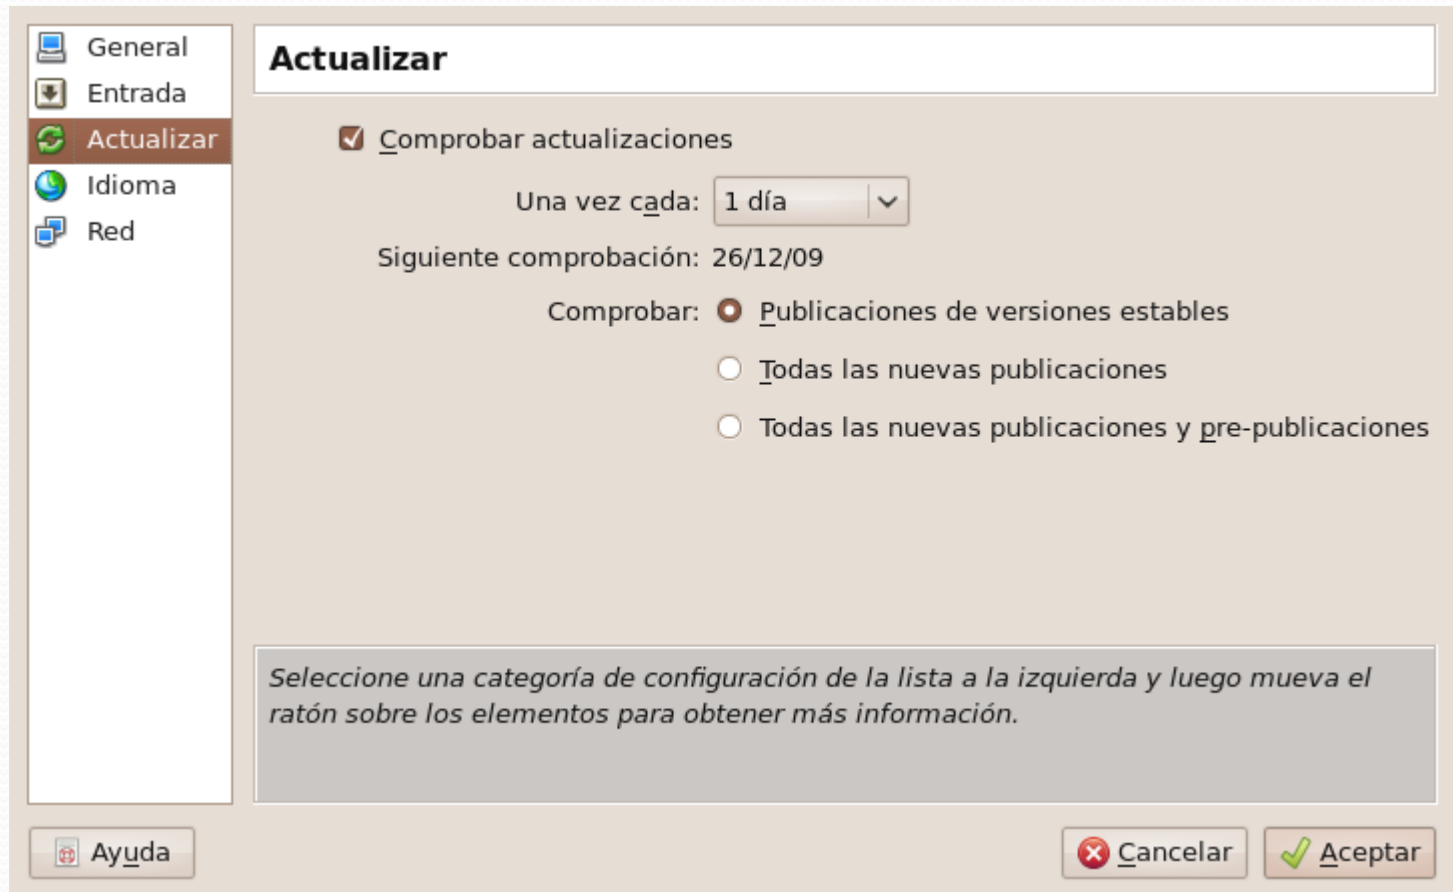 General
Entrada
Actualizar
Idioma
Red
Actualizar
Comprobar actualizaciones
Una vez cada: 1 día
Siguiente comprobación: 26/12/09
Comprobar: Publicaciones de versiones estables
Todas las nuevas publicaciones
Todas las nuevas publicaciones y pre-publicaciones
Seleccione una categoría de configuración de la lista a la izquierda y luego mueva el
ratón sobre los elementos para obtener más información.
Ayuda
Cancelar
Aceptar